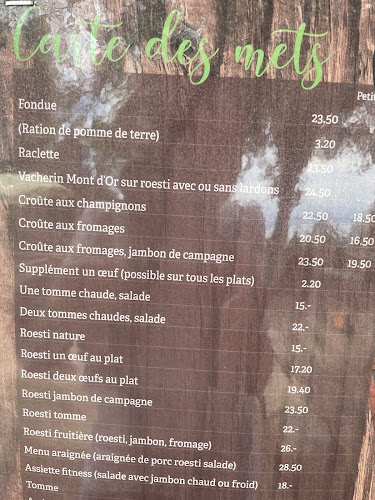 Carte des mets
Petit
Fondue 23.50
(Ration de pomme de terre) 3.20
Raclette 23.50
Vacherin Mont d'Or sur roesti avec ou sans lardons 24.50
Croûte aux champignons 22.50 18.50
Croûte aux fromages 20.50 16.50
Croûte aux fromages, jambon de campagne 23.50 19.50
Supplément un œuf (possible sur tous les plats) 2.20
Une tomme chaude, salade 15.-
Deux tommes chaudes, salade 22.-
Roesti nature 15.-
Roesti un œuf au plat 17.20
Roesti deux œufs au plat 19.40
Roesti jambon de campagne 23.50
Roesti tomme 22.-
Roesti fruitière (roesti, jambon, fromage) 26.-
Menu araignée (araignée de porc roesti salade) 28.50
Assiette fitness (salade avec jambon chaud ou froid) 18.-
Tomme